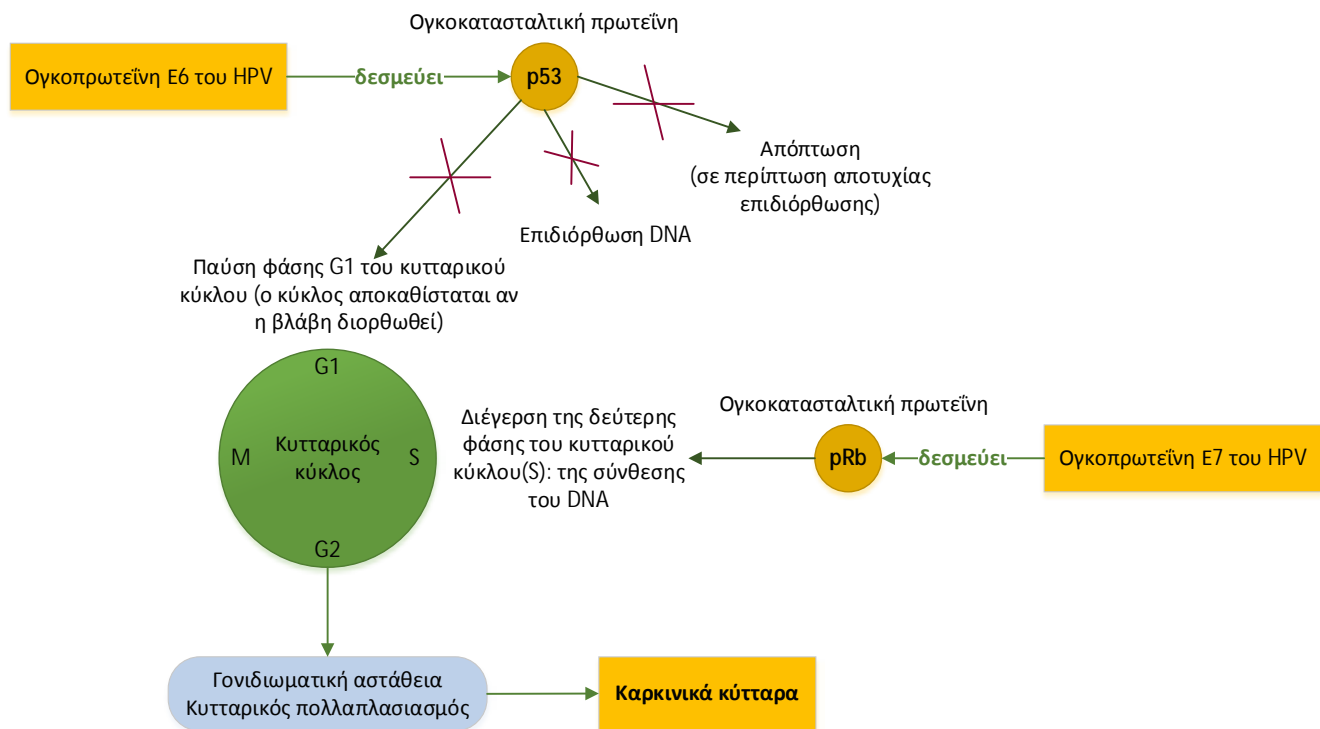 Ογκοκατασταλτική πρωτεΐνη
Ογκοπρωτεΐνη E6 του HPV
δεσμεύει
p53
Απόπτωση
(σε περίπτωση αποτυχίας
επιδιόρθωσης)
Επιδιόρθωση DNA
Παύση φάσης G1 του κυτταρικού
κύκλου (ο κύκλος αποκαθίσταται αν
η βλάβη διορθωθεί)
G1
M
Κυτταρικός
κύκλος
S
G2
Διέγερση της δεύτερης
φάσης του κυτταρικού
κύκλου(S): της σύνθεσης
του DNA
Ογκοκατασταλτική πρωτεΐνη
pRb
δεσμεύει
Ογκοπρωτεΐνη E7 του HPV
Γονιδιωματική αστάθεια
Κυτταρικός πολλαπλασιασμός
Καρκινικά κύτταρα